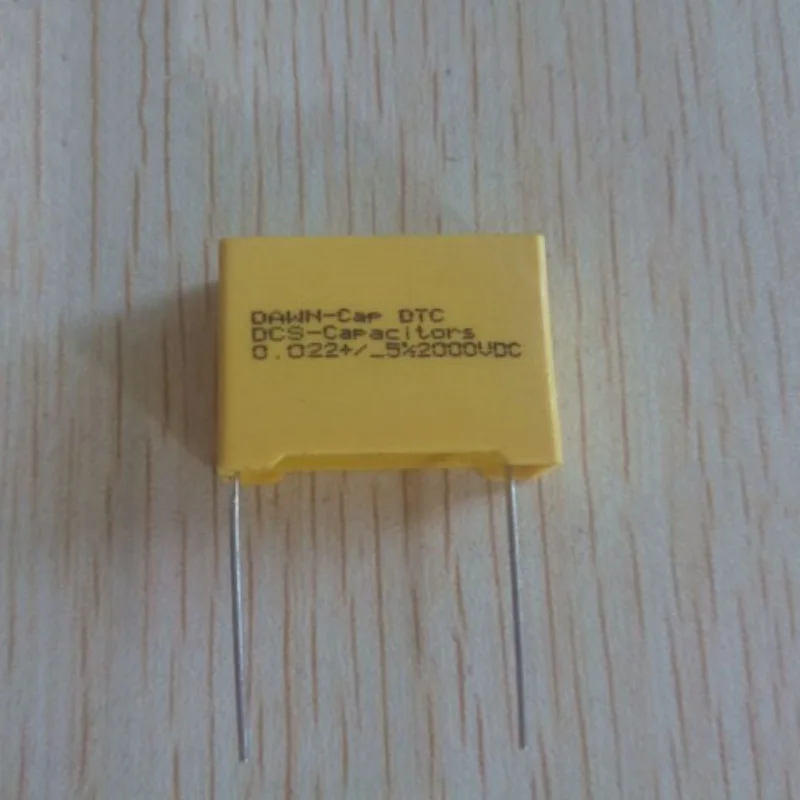 DAWN-Cap DTC
DCS-Capacitors
0.022+/_5%2000VDC